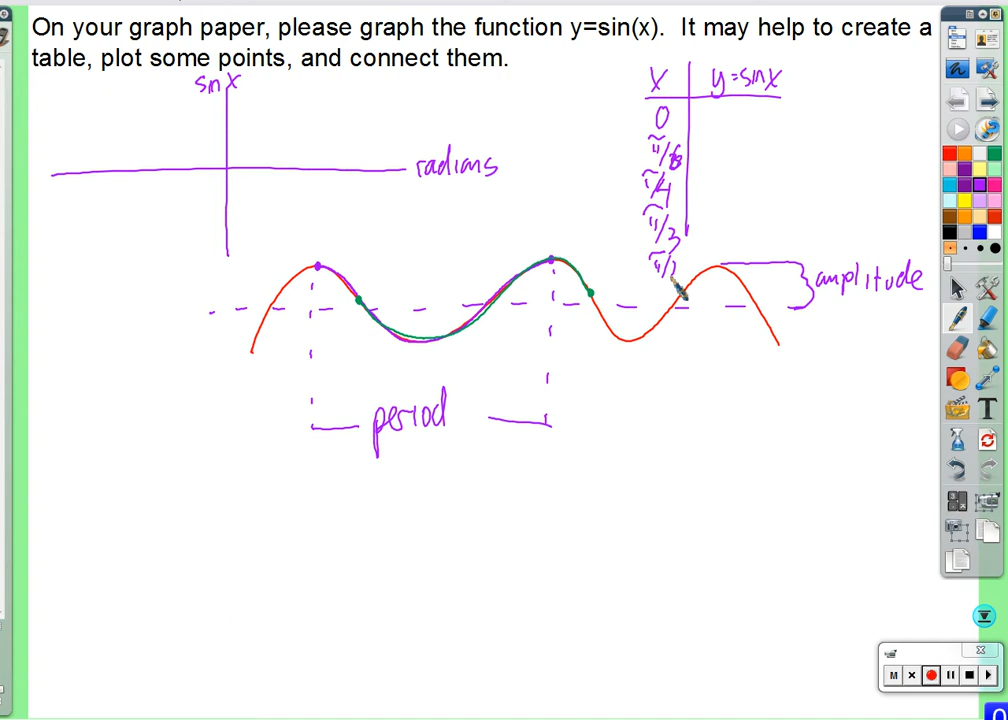 On your graph paper, please graph the function y=sin(x). It may help to create a
table, plot some points, and connect them.
sin X
X y=sinx
0
π/6
π/4
π/3
π/2
radians
amplitude
period
T
M